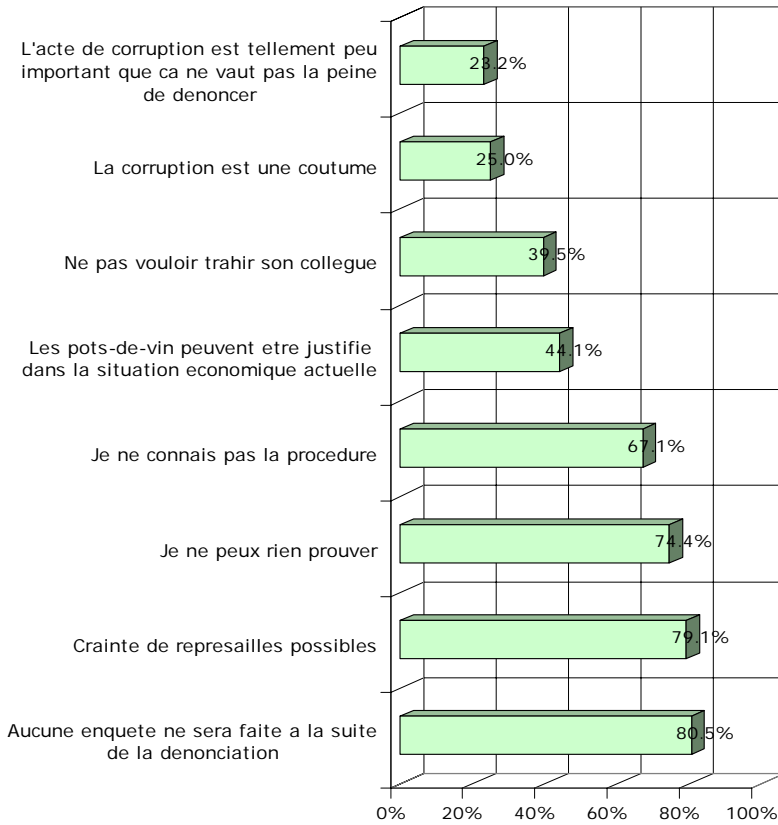 L'acte de corruption est tellement peu
important que ca ne vaut pas la peine
de denoncer
23.2%
La corruption est une coutume
25.0%
Ne pas vouloir trahir son collegue
39.5%
Les pots-de-vin peuvent etre justifie
dans la situation economique actuelle
44.1%
Je ne connais pas la procedure
67.1%
Je ne peux rien prouver
74.4%
Crainte de represailles possibles
79.1%
Aucune enquete ne sera faite a la suite
de la denonciation
80.5%
0% 20% 40% 60% 80% 100%